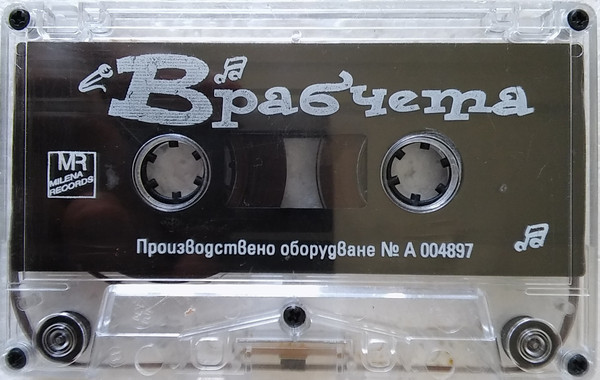 Врабчета
MR
MILENA
RECORDS
Производствено оборудване № А 004897